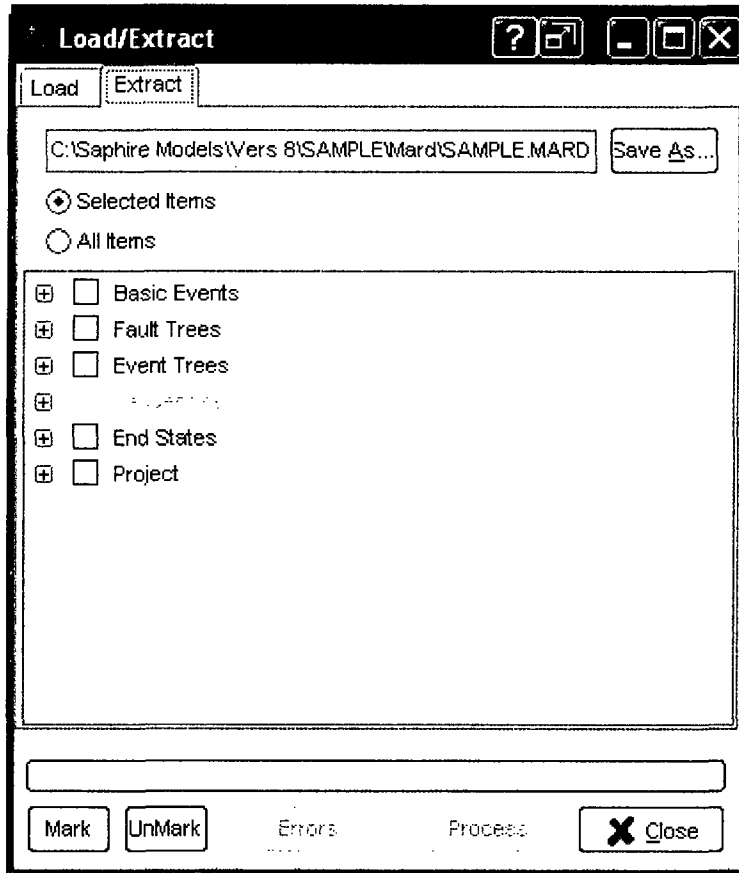 Load/Extract
Load Extract
C:\Saphire Models\Vers 8\SAMPLE\Mard\SAMPLE.MARD Save As...
Selected Items
All Items
Basic Events
Fault Trees
Event Trees
End States
Project
Mark UnMark Errors Process Close